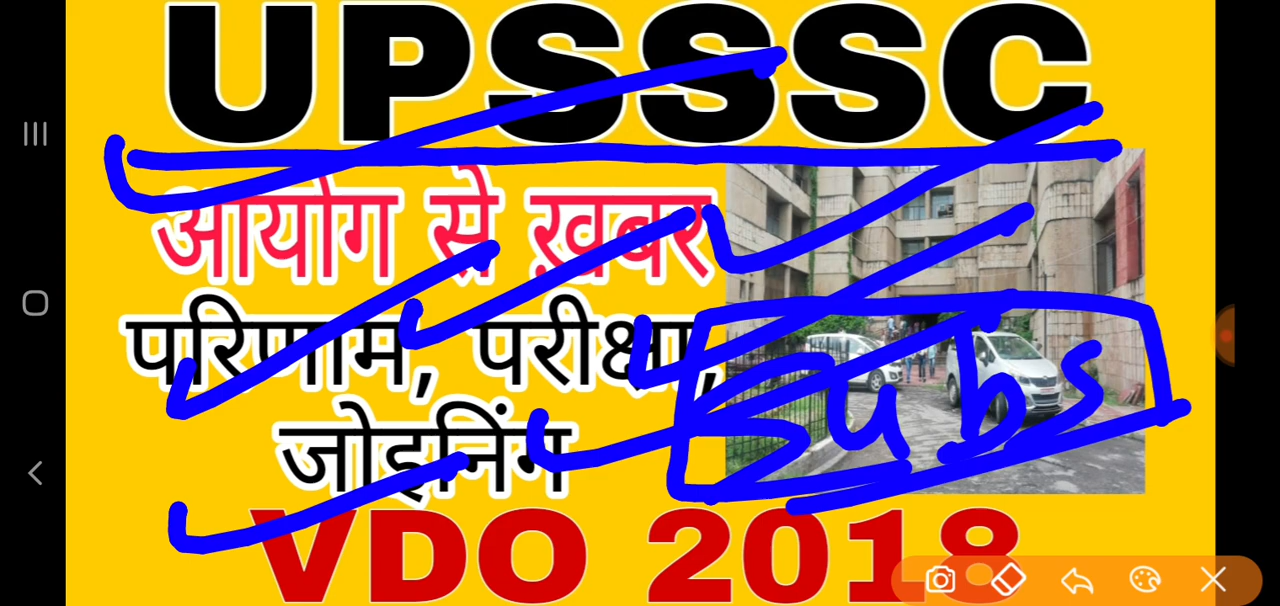 UPSSSC
आयोग से ख़बर
परिणाम, परीक्षा,
जोइनिंग
subs
VDO 2018